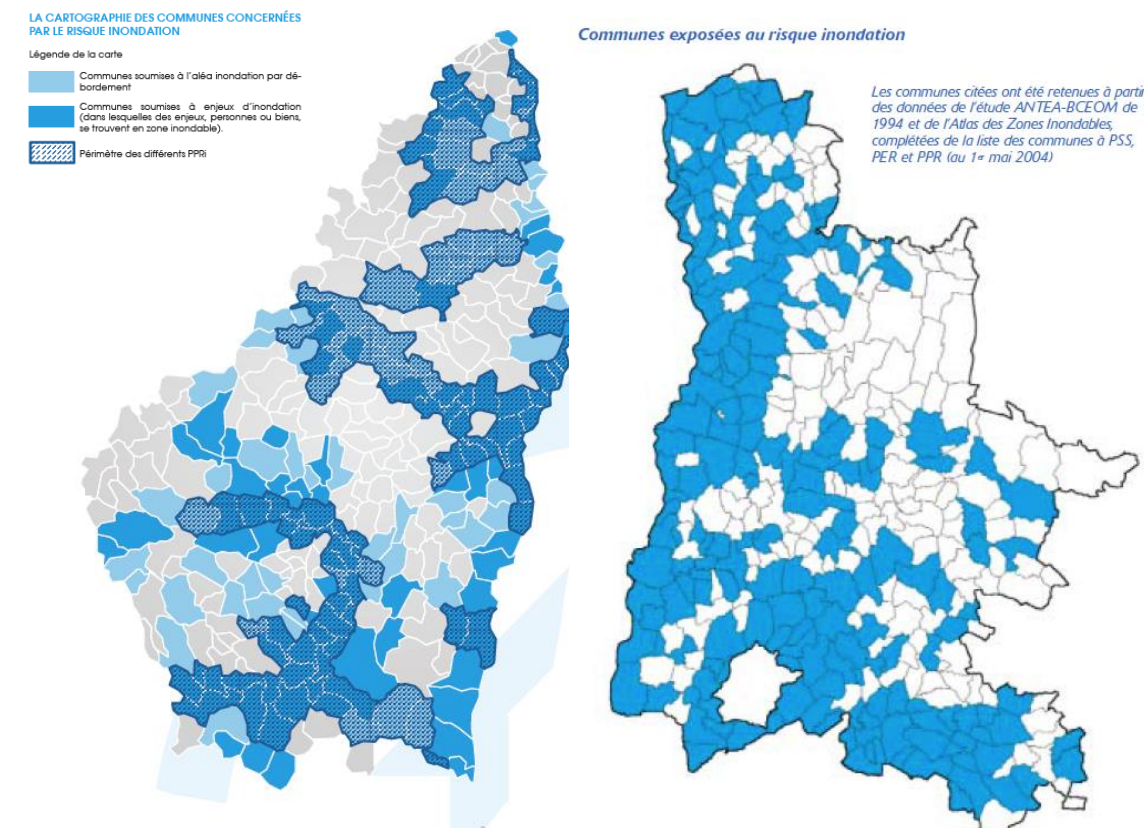 LA CARTOGRAPHIE DES COMMUNES CONCERNÉES
PAR LE RISQUE INONDATION
Légende de la carte
Communes soumises à l'aléa inondation par dé-
bordement
Communes soumises à enjeux d'inondation
(dans lesquelles des enjeux, personnes ou biens,
se trouvent en zone inondable).
Périmètre des différents PPRi
Communes exposées au risque inondation
Les communes citées ont été retenues à partir
des données de l'étude ANTEA-BCEOM de
1994 et de l'Atlas des Zones Inondables,
complétées de la liste des communes à PSS,
PER et PPR (au 1er mai 2004)